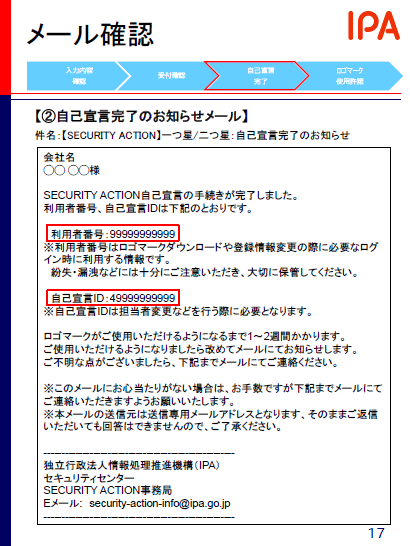 メール確認
IPA
入力内容
確認
受付確認
自己宣言
完了
ロゴマーク
使用許諾
【②自己宣言完了のお知らせメール】
件名：【SECURITY ACTION】一つ星/二つ星：自己宣言完了のお知らせ
会社名
○○ ○○様
SECURITY ACTION自己宣言の手続きが完了しました。
利用者番号、自己宣言IDは下記のとおりです。
利用者番号：99999999999
※利用者番号はロゴマークダウンロードや登録情報変更の際に必要なログ
イン時に利用する情報です。
紛失・漏洩などには十分にご注意いただき、大切に保管してください。
自己宣言ID：49999999999
※自己宣言IDは担当者変更などを行う際に必要となります。
ロゴマークがご使用いただけるようになるまで1～2週間かかります。
ご使用いただけるようになりましたら改めてメールにてお知らせします。
ご不明な点がございましたら、下記までメールにてご連絡ください。
※このメールにお心当たりがない場合は、お手数ですが下記までメールにて
ご連絡いただきますようお願いいたします。
※本メールの送信元は送信専用メールアドレスとなります、そのままご返信
いただいても回答はできませんので、ご了承ください。
--------------------------------------------------
独立行政法人情報処理推進機構（IPA）
セキュリティセンター
SECURITY ACTION事務局
Eメール: security-action-info@ipa.go.jp
--------------------------------------------------
17